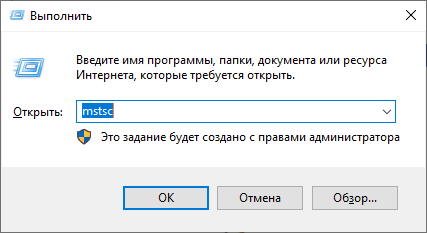 Выполнить
Введите имя программы, папки, документа или ресурса
Интернета, которые требуется открыть.
Открыть: mstsc
Это задание будет создано с правами администратора
ОК Отмена Обзор...